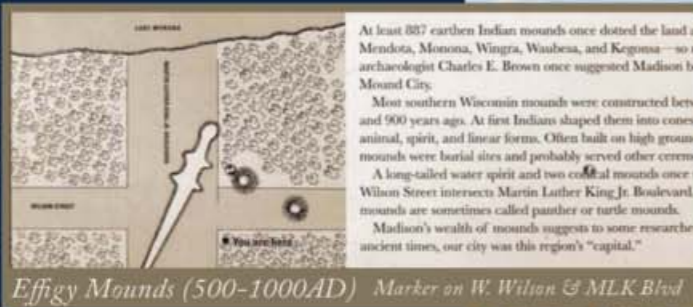 LAKE MONONA
WILSON STREET
You are here
At least 887 earthen Indian mounds once dotted the land a
Mendota, Monona, Wingra, Waubesa, and Kegonsa—so
archaeologist Charles E. Brown once suggested Madison b
Mound City.
Most southern Wisconsin mounds were constructed betw
and 900 years ago. At first Indians shaped them into cones
animal, spirit, and linear forms. Often built on high groun
mounds were burial sites and probably served other cerem
A long-tailed water spirit and two conical mounds once
Wilson Street intersects Martin Luther King Jr. Boulevard.
mounds are sometimes called panther or turtle mounds.
Madison's wealth of mounds suggests to some researche
ancient times, our city was this region's "capital."
Effigy Mounds (500-1000AD) Marker on W. Wilson & MLK Blvd